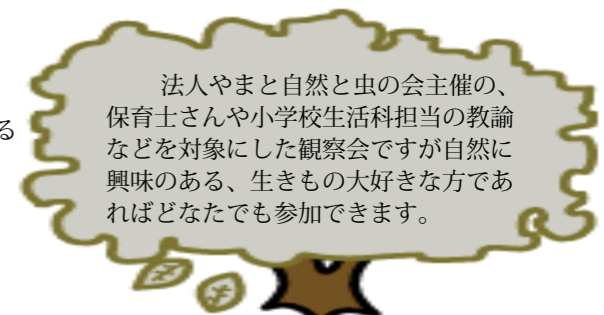 法人やまと自然と虫の会主催の、
保育士さんや小学校生活科担当の教諭
などを対象にした観察会ですが自然に
興味のある、生きもの大好きな方であ
ればどなたでも参加できます。
る